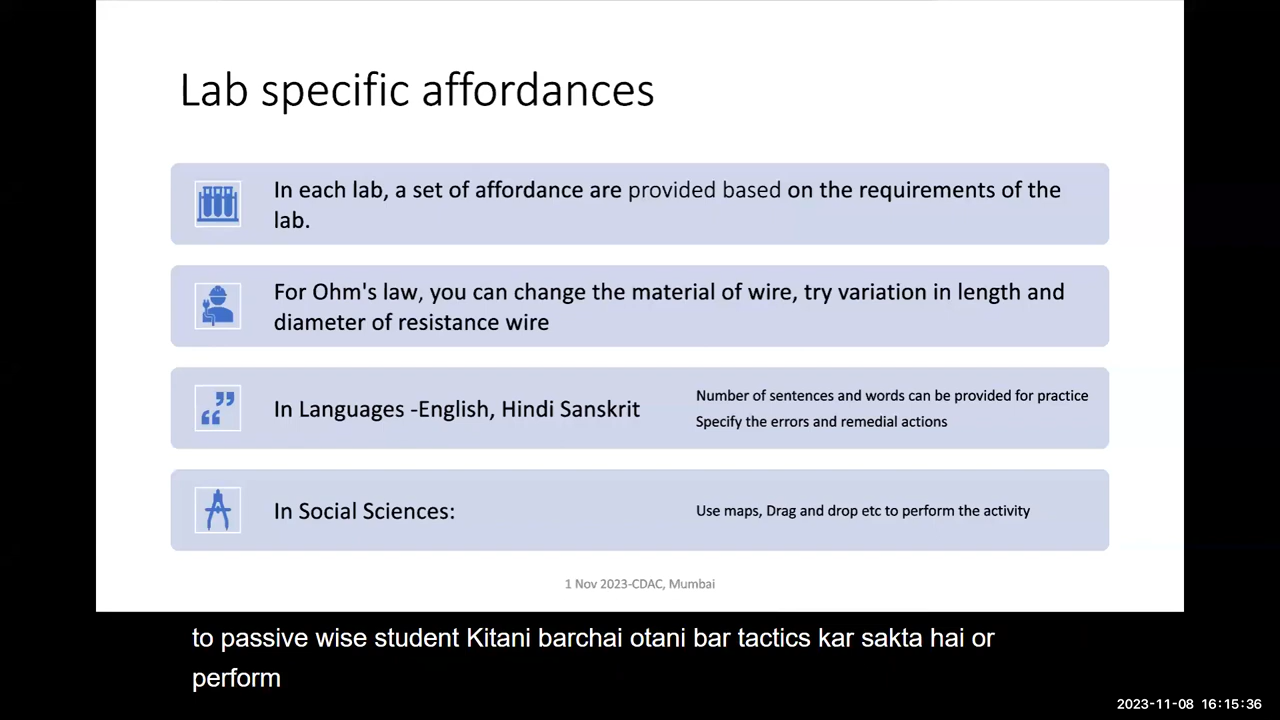 Lab specific affordances
In each lab, a set of affordance are provided based on the requirements of the
lab.
For Ohm's law, you can change the material of wire, try variation in length and
diameter of resistance wire
In Languages -English, Hindi Sanskrit
Number of sentences and words can be provided for practice
Specify the errors and remedial actions
In Social Sciences:
Use maps, Drag and drop etc to perform the activity
1 Nov 2023-CDAC, Mumbai
to passive wise student Kitani barchai otani bar tactics kar sakta hai or
perform
2023-11-08 16:15:36